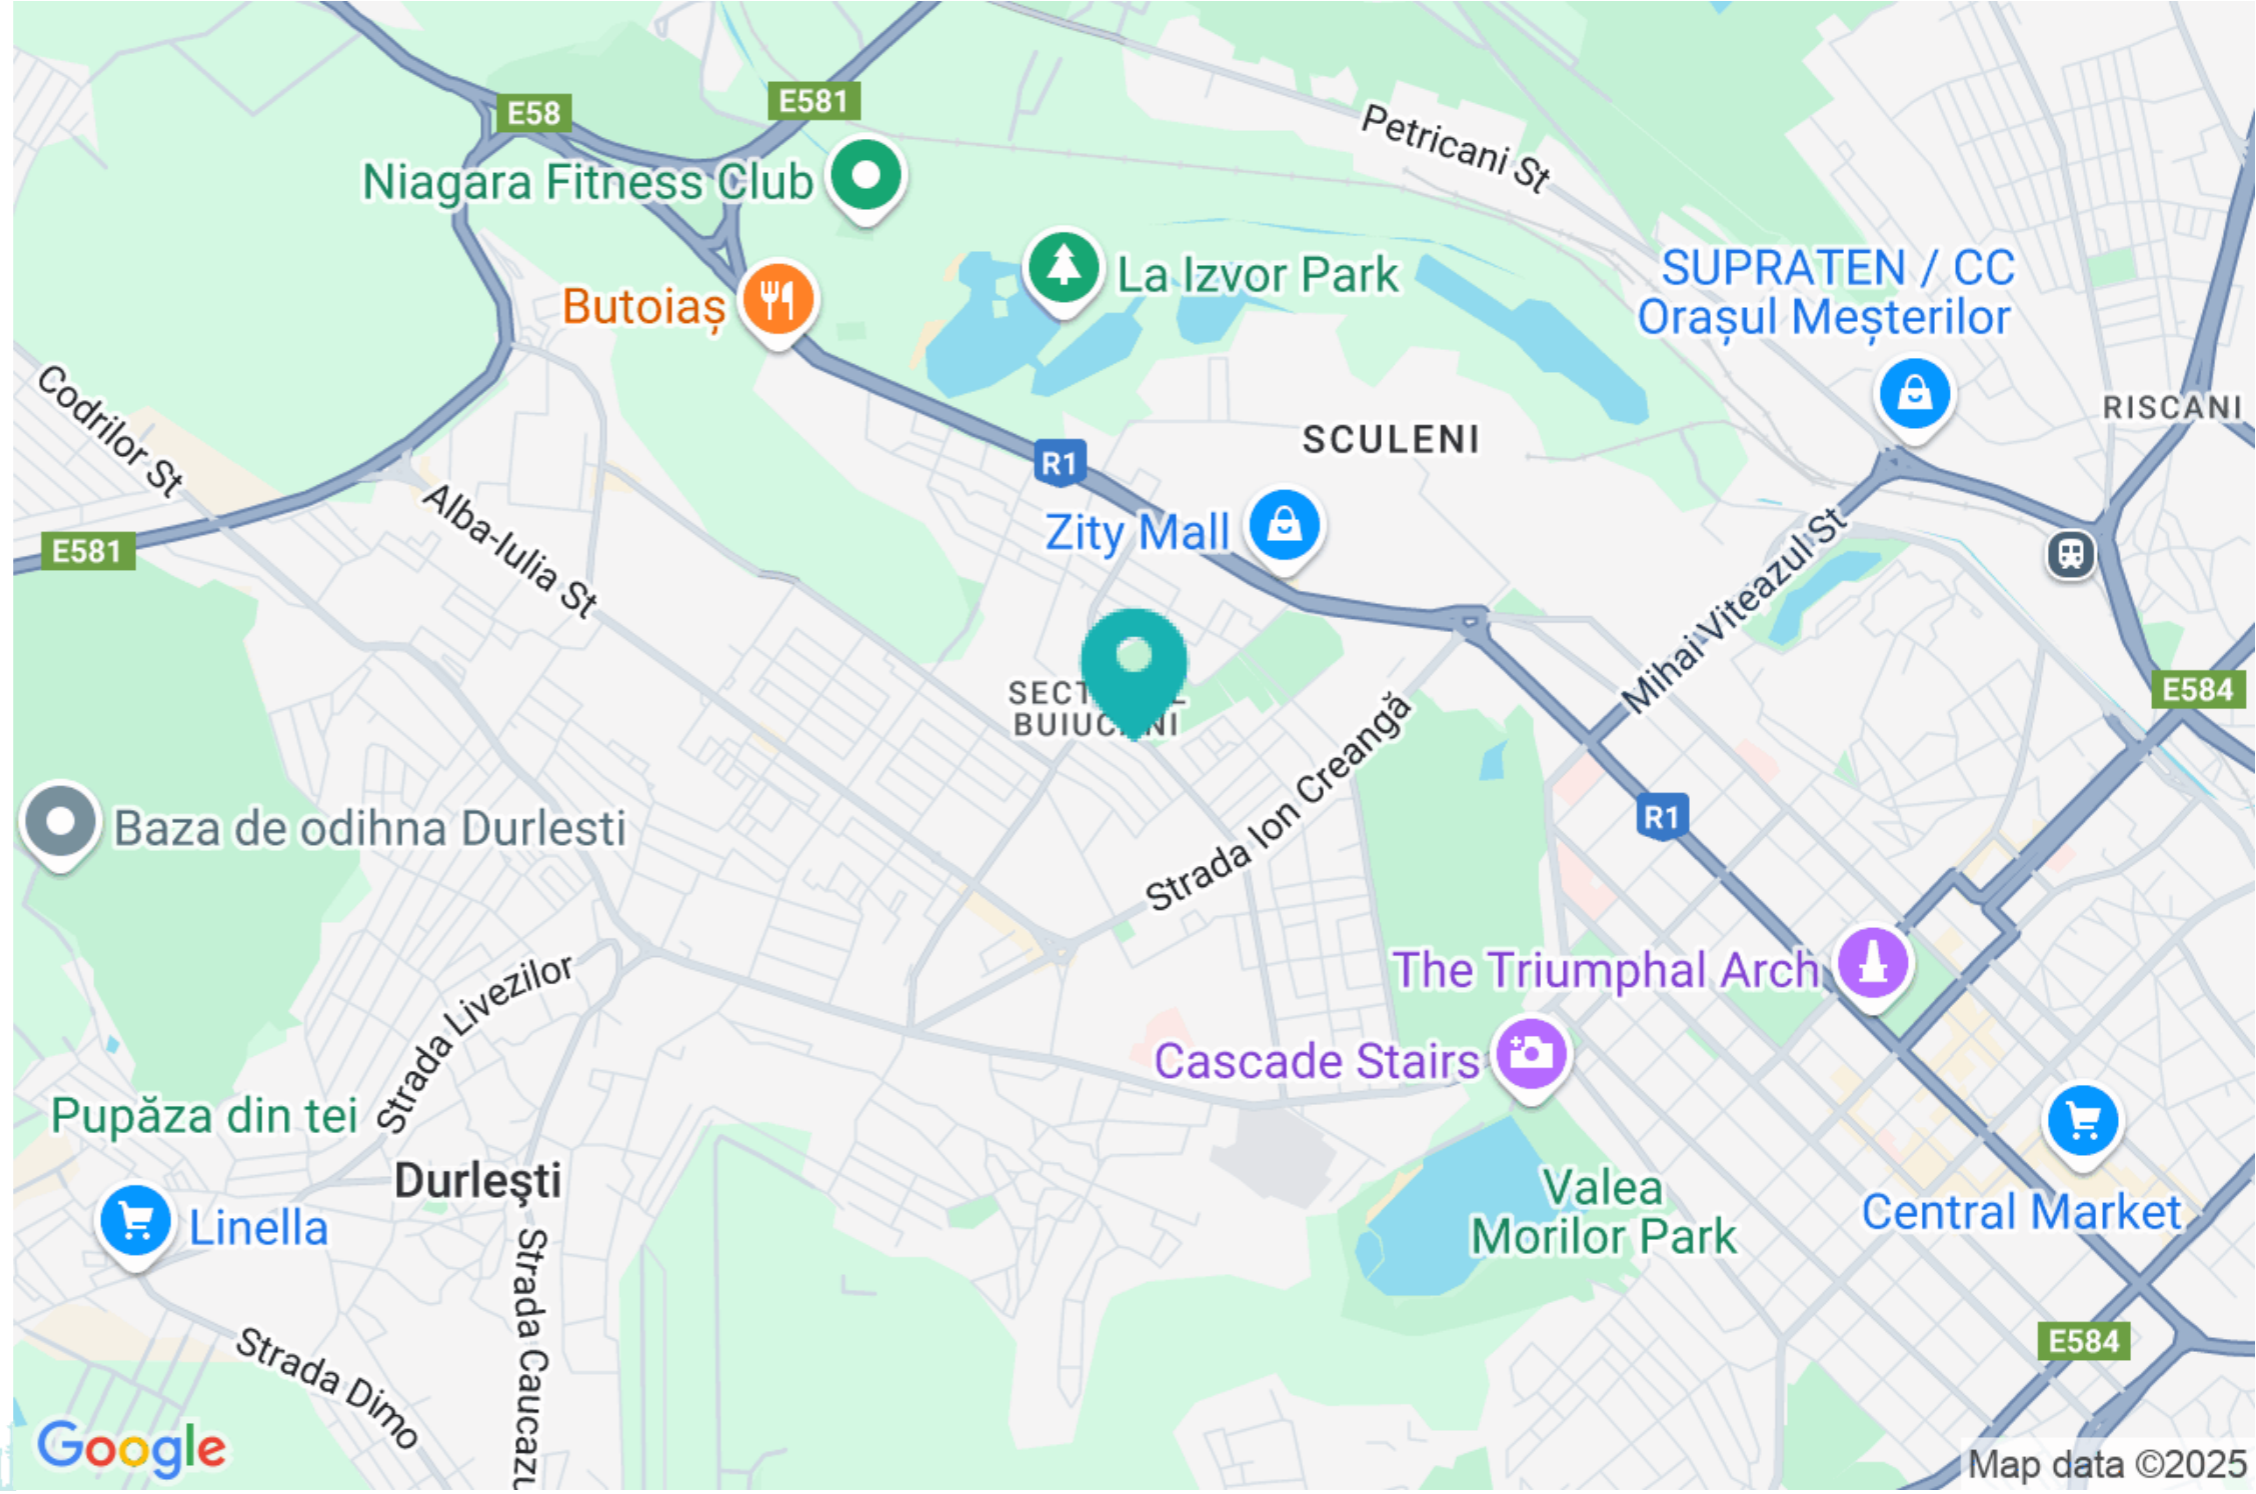 E58
E581
Niagara Fitness Club
Petricani St
La Izvor Park
SUPRATEN / CC
Orașul Meșterilor
Butoiaș
Codrilor St
RISCANI
SCULENI
R1
Alba-Iulia St
Zity Mall
E581
Mihai Viteazul St
BUIUCANI
E584
Strada Ion Creangă
Baza de odihna Durlesti
R1
Strada Livezilor
The Triumphal Arch
Cascade Stairs
Pupăza din tei
Durleşti
Valea
Morilor Park
Central Market
Linella
Strada Caucazu
Strada Dimo
E584
Google
Map data ©2025